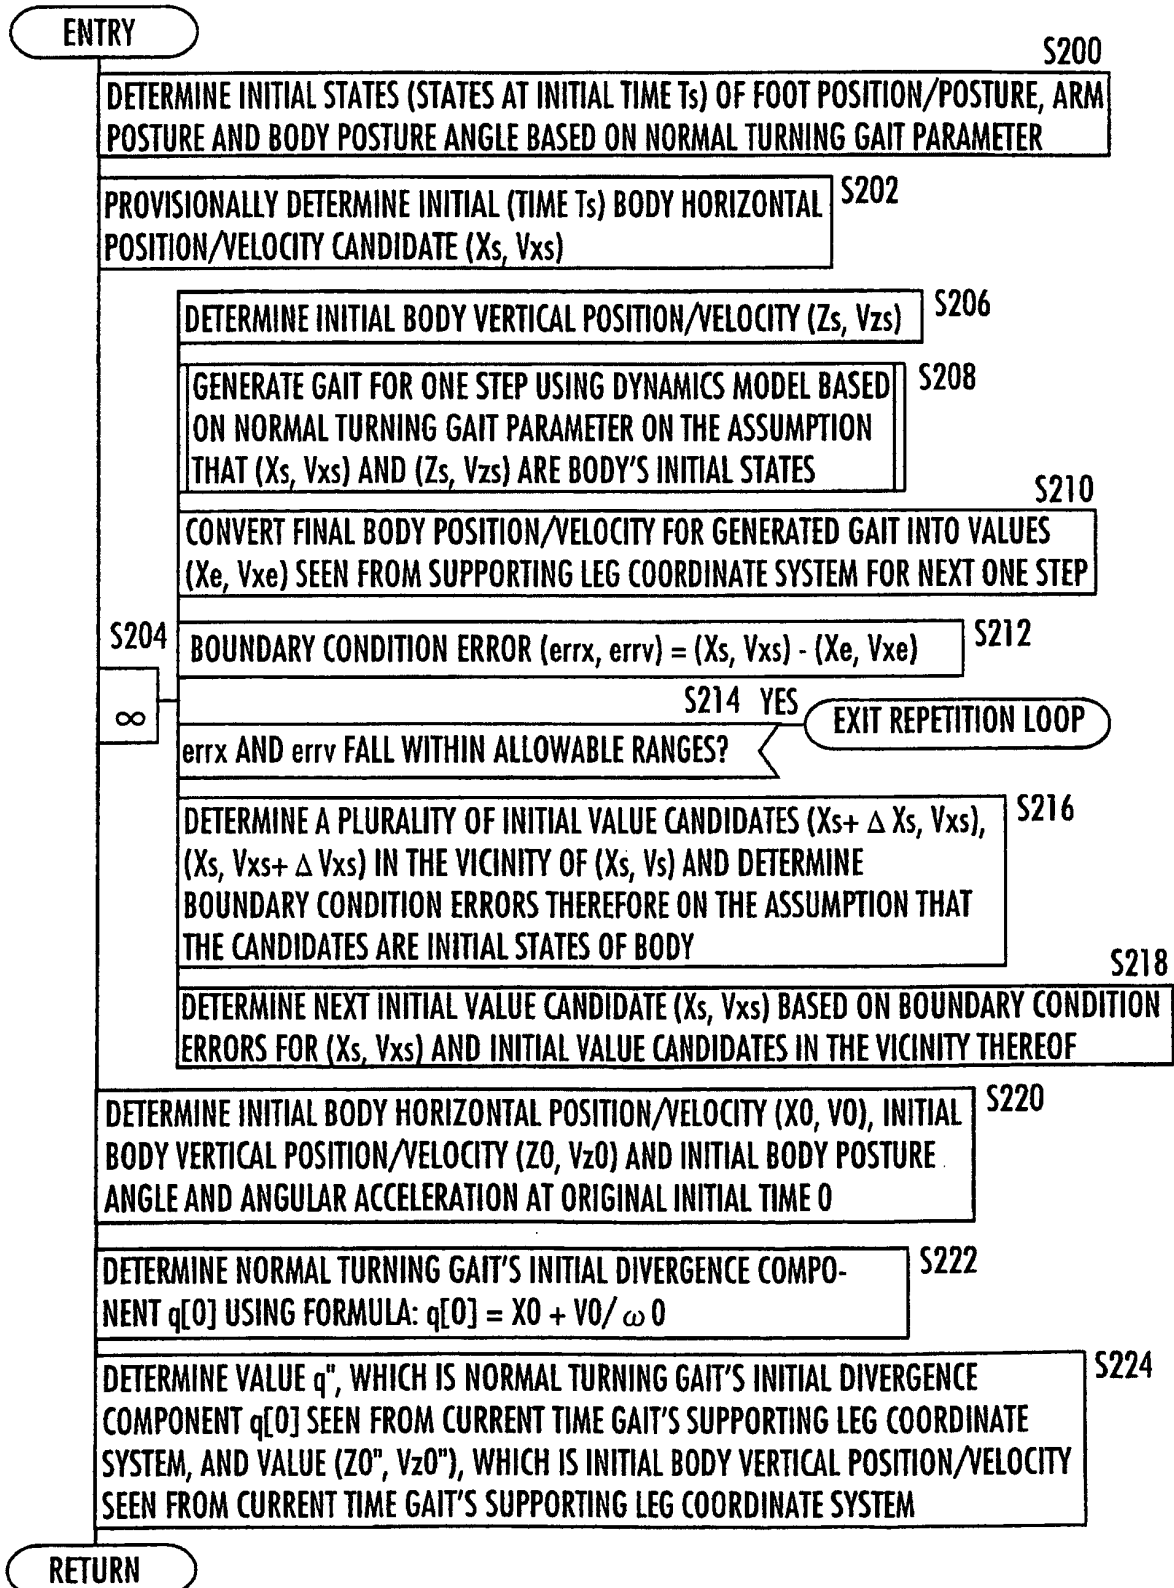 ENTRY
S200
DETERMINE INITIAL STATES (STATES AT INITIAL TIME Ts) OF FOOT POSITION/POSTURE, ARM
POSTURE AND BODY POSTURE ANGLE BASED ON NORMAL TURNING GAIT PARAMETER
PROVISIONALLY DETERMINE INITIAL (TIME Ts) BODY HORIZONTAL
POSITION/VELOCITY CANDIDATE (Xs, Vxs)
S202
DETERMINE INITIAL BODY VERTICAL POSITION/VELOCITY (Zs, Vzs)
S206
GENERATE GAIT FOR ONE STEP USING DYNAMICS MODEL BASED
ON NORMAL TURNING GAIT PARAMETER ON THE ASSUMPTION
THAT (Xs, Vxs) AND (Zs, Vzs) ARE BODY'S INITIAL STATES
S208
S210
CONVERT FINAL BODY POSITION/VELOCITY FOR GENERATED GAIT INTO VALUES
(Xe, Vxe) SEEN FROM SUPPORTING LEG COORDINATE SYSTEM FOR NEXT ONE STEP
S204
∞
BOUNDARY CONDITION ERROR (errx, errv) = (Xs, Vxs) - (Xe, Vxe)
S212
S214 YES
EXIT REPETITION LOOP
errx AND errv FALL WITHIN ALLOWABLE RANGES?
DETERMINE A PLURALITY OF INITIAL VALUE CANDIDATES (Xs+ Δ Xs, Vxs),
(Xs, Vxs+ Δ Vxs) IN THE VICINITY OF (Xs, Vs) AND DETERMINE
BOUNDARY CONDITION ERRORS THEREFORE ON THE ASSUMPTION THAT
THE CANDIDATES ARE INITIAL STATES OF BODY
S216
S218
DETERMINE NEXT INITIAL VALUE CANDIDATE (Xs, Vxs) BASED ON BOUNDARY CONDITION
ERRORS FOR (Xs, Vxs) AND INITIAL VALUE CANDIDATES IN THE VICINITY THEREOF
DETERMINE INITIAL BODY HORIZONTAL POSITION/VELOCITY (X0, V0), INITIAL
BODY VERTICAL POSITION/VELOCITY (Z0, Vz0) AND INITIAL BODY POSTURE
ANGLE AND ANGULAR ACCELERATION AT ORIGINAL INITIAL TIME 0
S220
DETERMINE NORMAL TURNING GAIT'S INITIAL DIVERGENCE COMPO-
NENT q[0] USING FORMULA: q[0] = X0 + V0/ ω 0
S222
DETERMINE VALUE q", WHICH IS NORMAL TURNING GAIT'S INITIAL DIVERGENCE
COMPONENT q[0] SEEN FROM CURRENT TIME GAIT'S SUPPORTING LEG COORDINATE
SYSTEM, AND VALUE (Z0", Vz0"), WHICH IS INITIAL BODY VERTICAL POSITION/VELOCITY
SEEN FROM CURRENT TIME GAIT'S SUPPORTING LEG COORDINATE SYSTEM
S224
RETURN